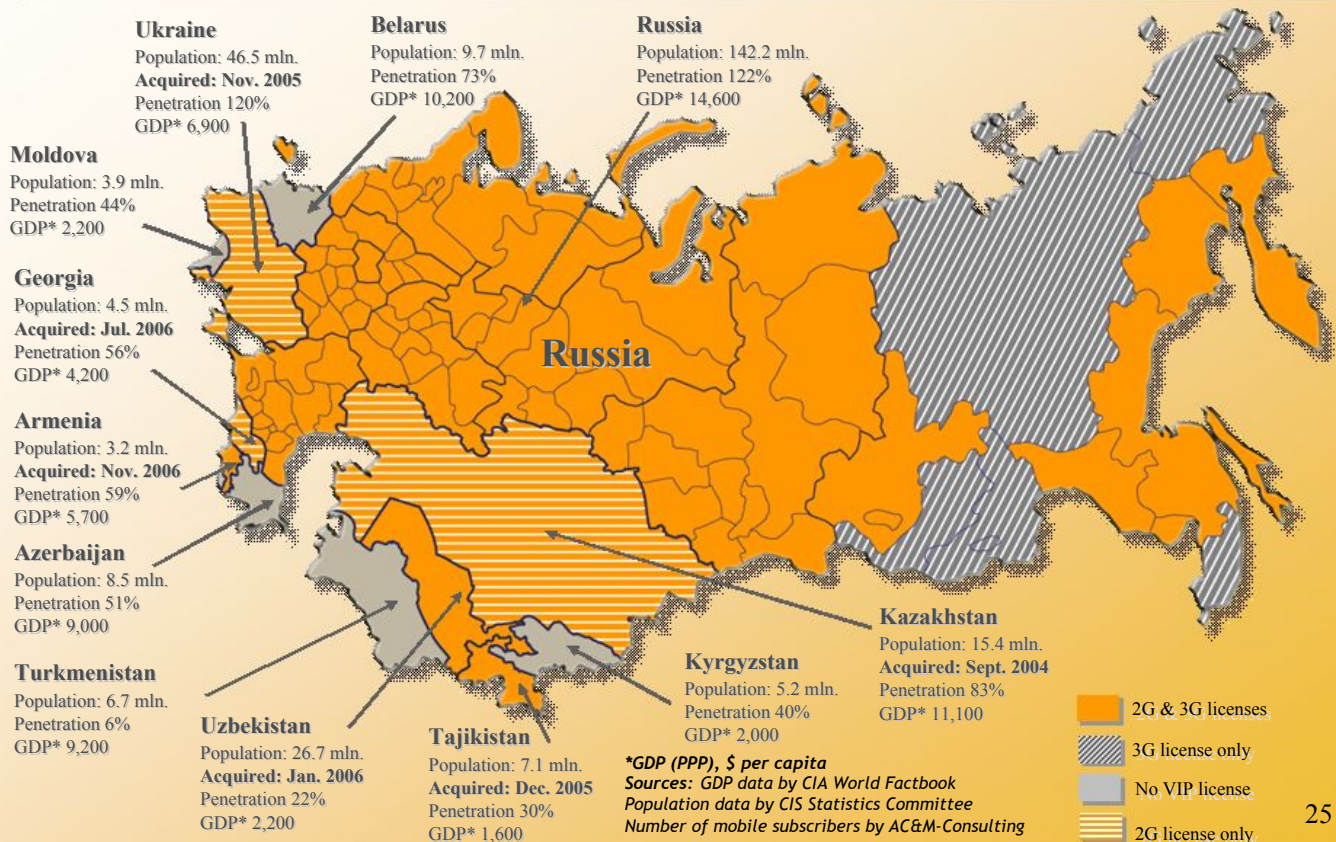 Ukraine
Population: 46.5 mln.
Acquired: Nov. 2005
Penetration 120%
GDP* 6,900
Belarus
Population: 9.7 mln.
Penetration 73%
GDP* 10,200
Russia
Population: 142.2 mln.
Penetration 122%
GDP* 14,600
Moldova
Population: 3.9 mln.
Penetration 44%
GDP* 2,200
Georgia
Population: 4.5 mln.
Acquired: Jul. 2006
Penetration 56%
GDP* 4,200
Armenia
Population: 3.2 mln.
Acquired: Nov. 2006
Penetration 59%
GDP* 5,700
Azerbaijan
Population: 8.5 mln.
Penetration 51%
GDP* 9,000
Turkmenistan
Population: 6.7 mln.
Penetration 6%
GDP* 9,200
Russia
Uzbekistan
Population: 26.7 mln.
Acquired: Jan. 2006
Penetration 22%
GDP* 2,200
Tajikistan
Population: 7.1 mln.
Acquired: Dec. 2005
Penetration 30%
GDP* 1,600
Kyrgyzstan
Population: 5.2 mln.
Penetration 40%
GDP* 2,000
Kazakhstan
Population: 15.4 mln.
Acquired: Sept. 2004
Penetration 83%
GDP* 11,100
*GDP (PPP), $ per capita
Sources: GDP data by CIA World Factbook
Population data by CIS Statistics Committee
Number of mobile subscribers by AC&M-Consulting
2G & 3G licenses
3G license only
No VIP license
2G license only
25